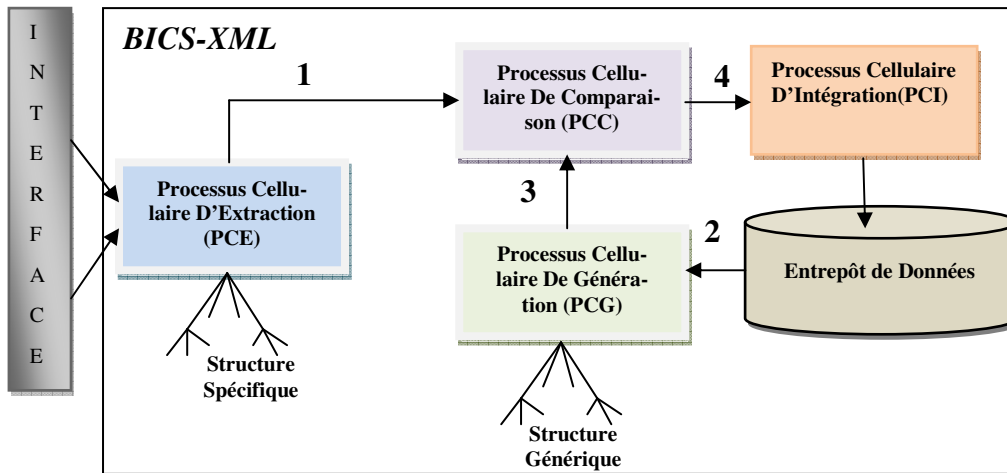 INTERFACE
BICS-XML
1
Processus Cellu-
laire De Comparai-
son (PCC)
4
Processus Cellulaire
D’Intégration(PCI)
Processus Cellu-
laire D’Extraction
(PCE)
3
Processus Cellu-
laire De Généra-
tion (PCG)
2
Entrepôt de Données
Structure
Spécifique
Structure
Générique